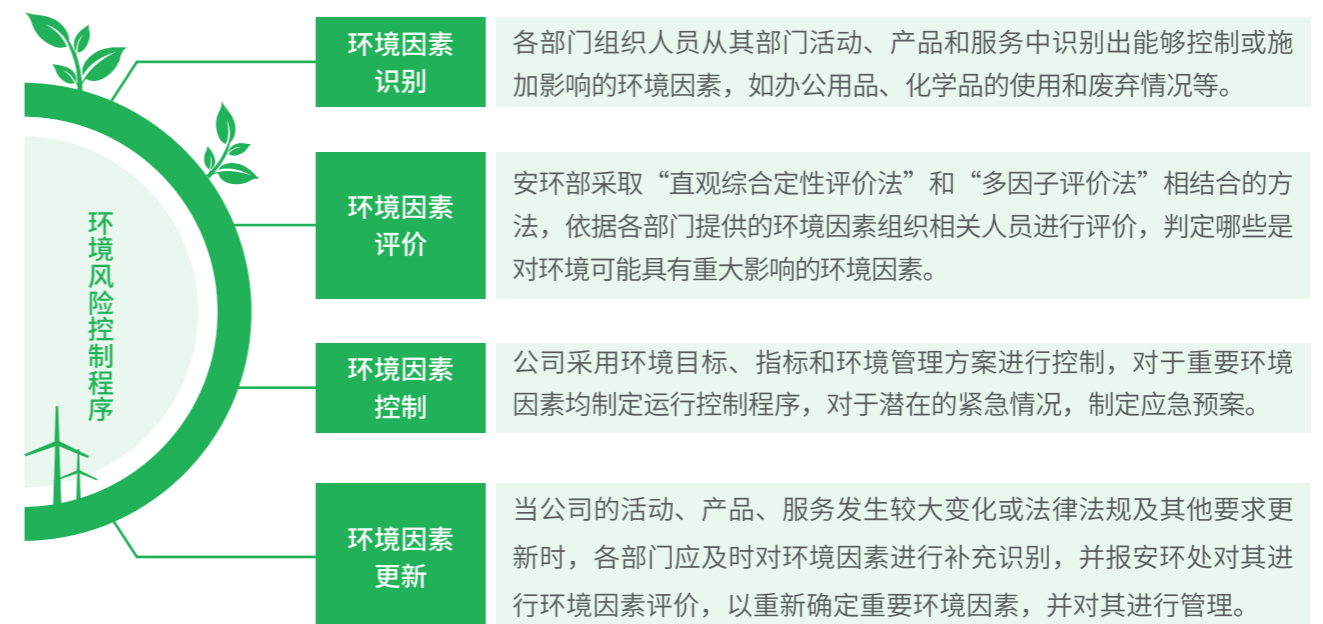 环境风险控制程序
环境因素
识别
各部门组织人员从其部门活动、产品和服务中识别出能够控制或施
加影响的环境因素，如办公用品、化学品的使用和废弃情况等。
环境因素
评价
安环部采取“直观综合定性评价法”和“多因子评价法”相结合的方
法，依据各部门提供的环境因素组织相关人员进行评价，判定哪些是
对环境可能具有重大影响的环境因素。
环境因素
控制
公司采用环境目标、指标和环境管理方案进行控制，对于重要环境
因素均制定运行控制程序，对于潜在的紧急情况，制定应急预案。
环境因素
更新
当公司的活动、产品、服务发生较大变化或法律法规及其他要求更
新时，各部门应及时对环境因素进行补充识别，并报安环处对其进
行环境因素评价，以重新确定重要环境因素，并对其进行管理。